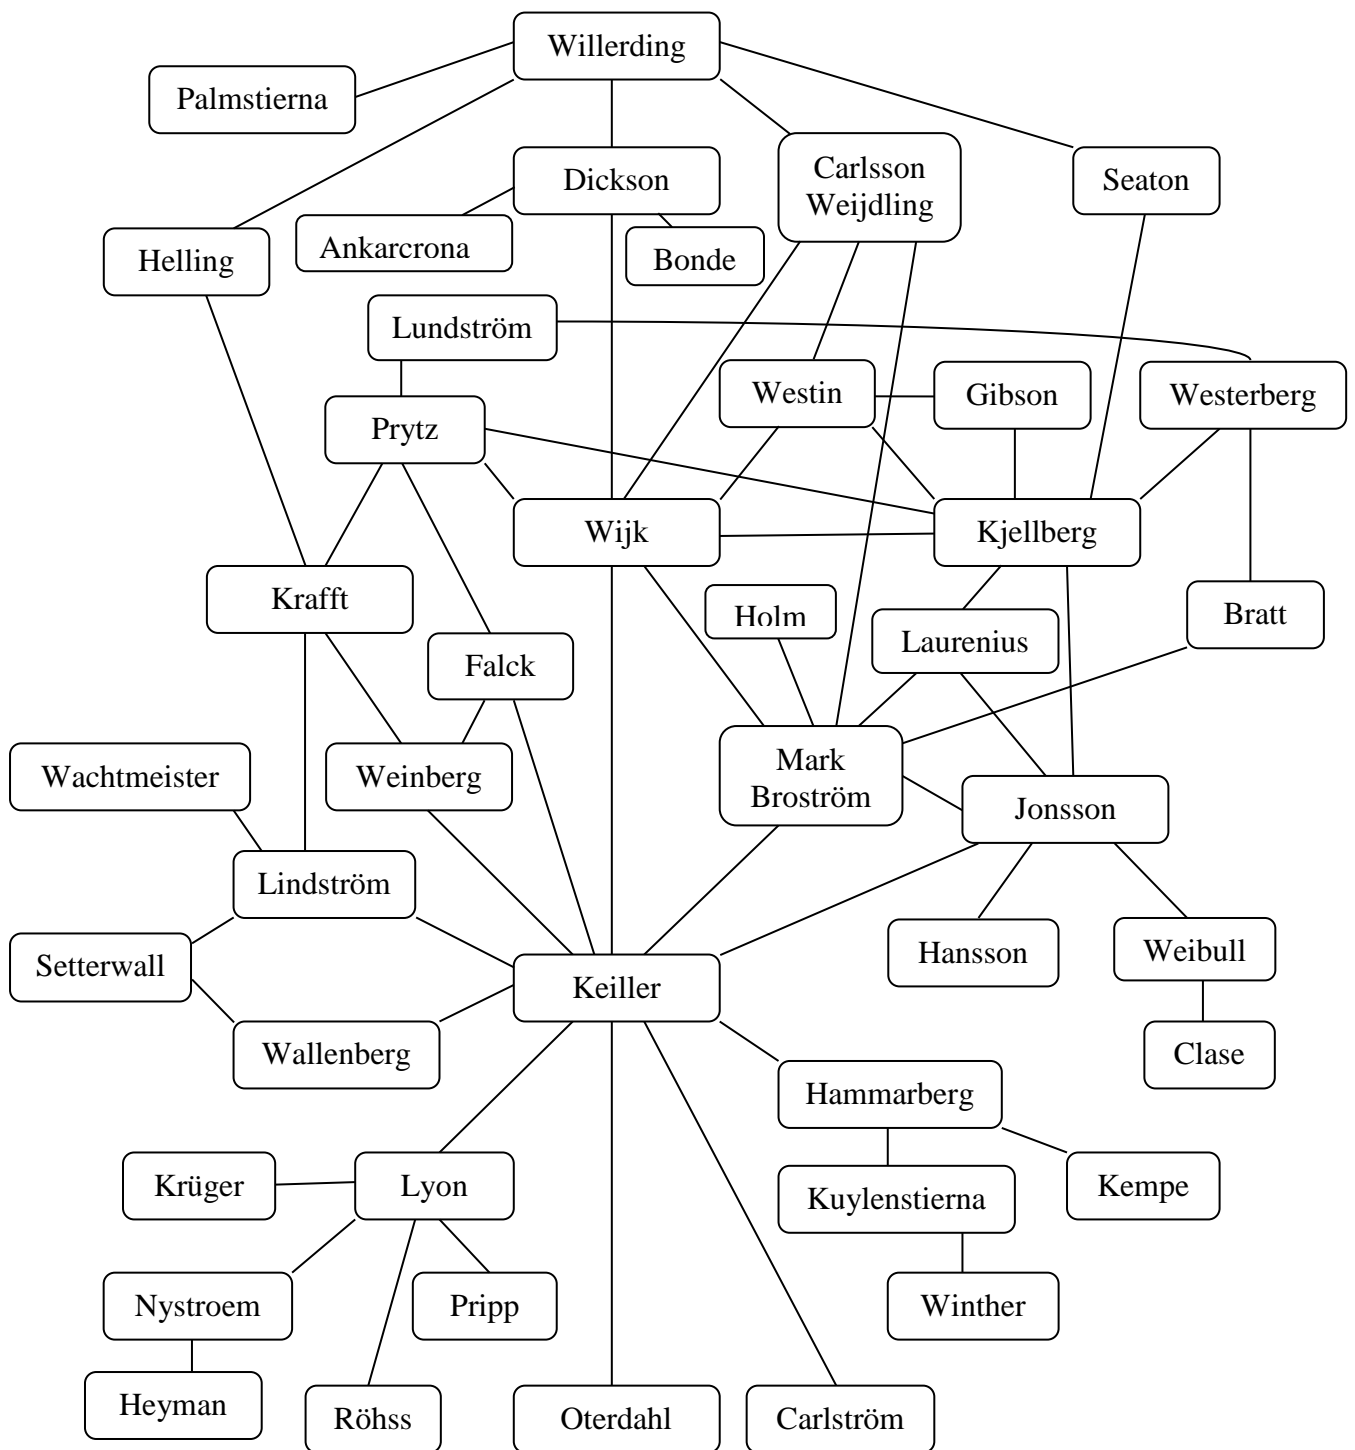 Willerding
Palmstierna
Dickson
Carlsson
Weijdling
Seaton
Helling
Ankarcrona
Bonde
Lundström
Westin
Gibson
Westerberg
Prytz
Wijk
Kjellberg
Krafft
Holm
Bratt
Falck
Laurenius
Wachtmeister
Weinberg
Mark
Broström
Jonsson
Lindström
Setterwall
Keiller
Hansson
Weibull
Wallenberg
Clase
Hammarberg
Krüger
Lyon
Kuylenstierna
Kempe
Nystroem
Pripp
Winther
Heyman
Röhss
Oterdahl
Carlström